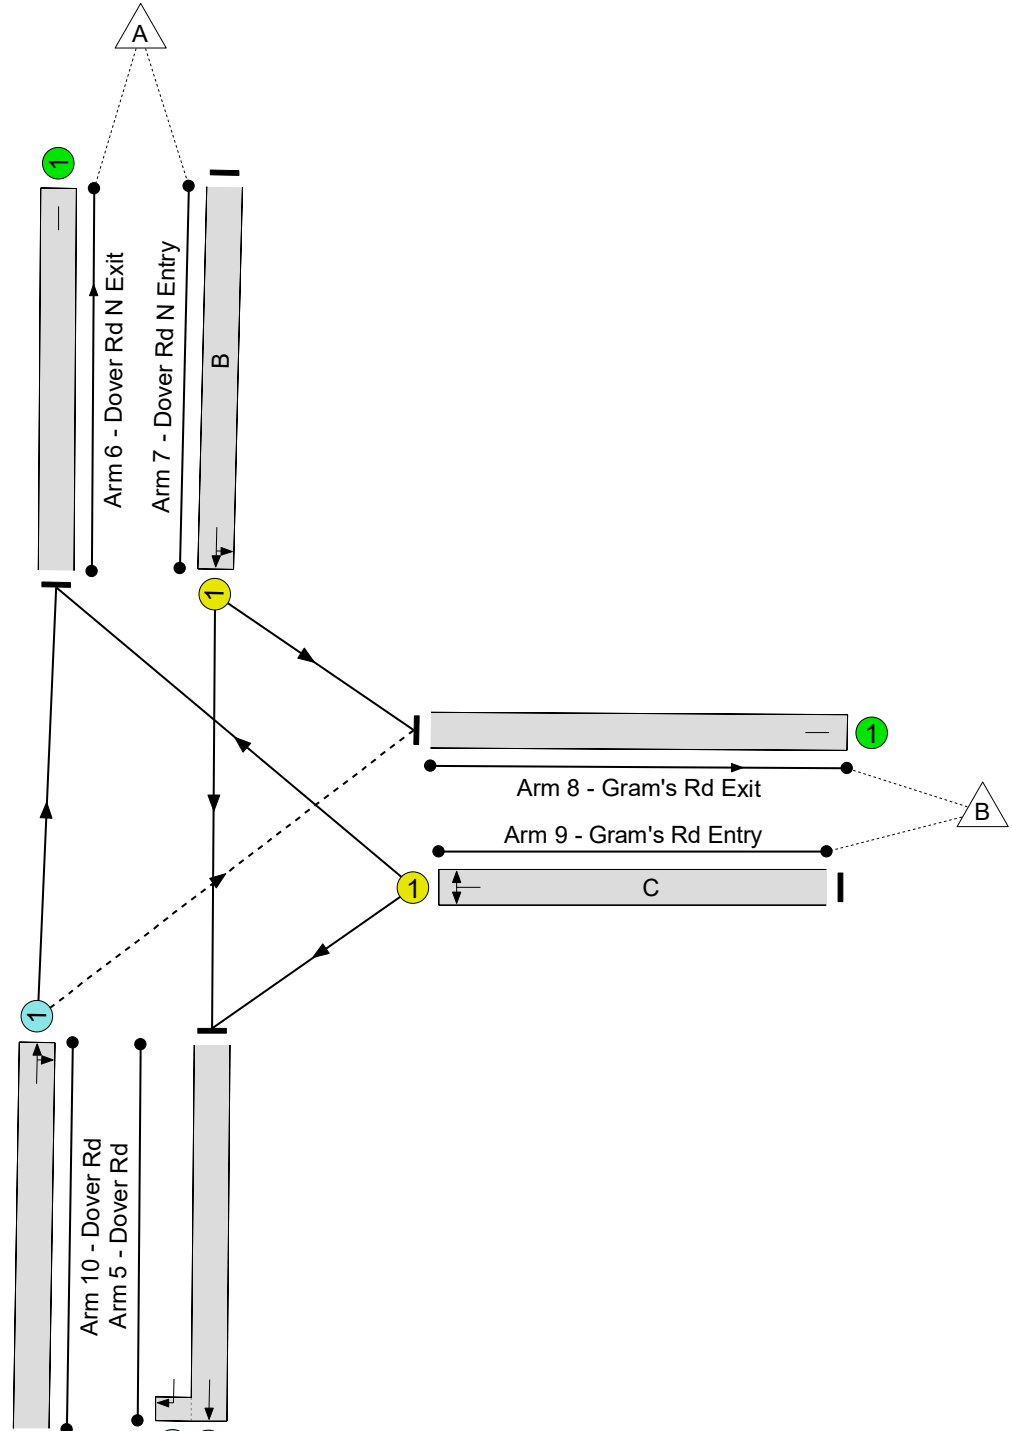 A
1
Arm 6 - Dover Rd N Exit
Arm 7 - Dover Rd N Entry
B
1
1
Arm 8 - Gram's Rd Exit
B
Arm 9 - Gram's Rd Entry
1
C
1
Arm 10 - Dover Rd
Arm 5 - Dover Rd